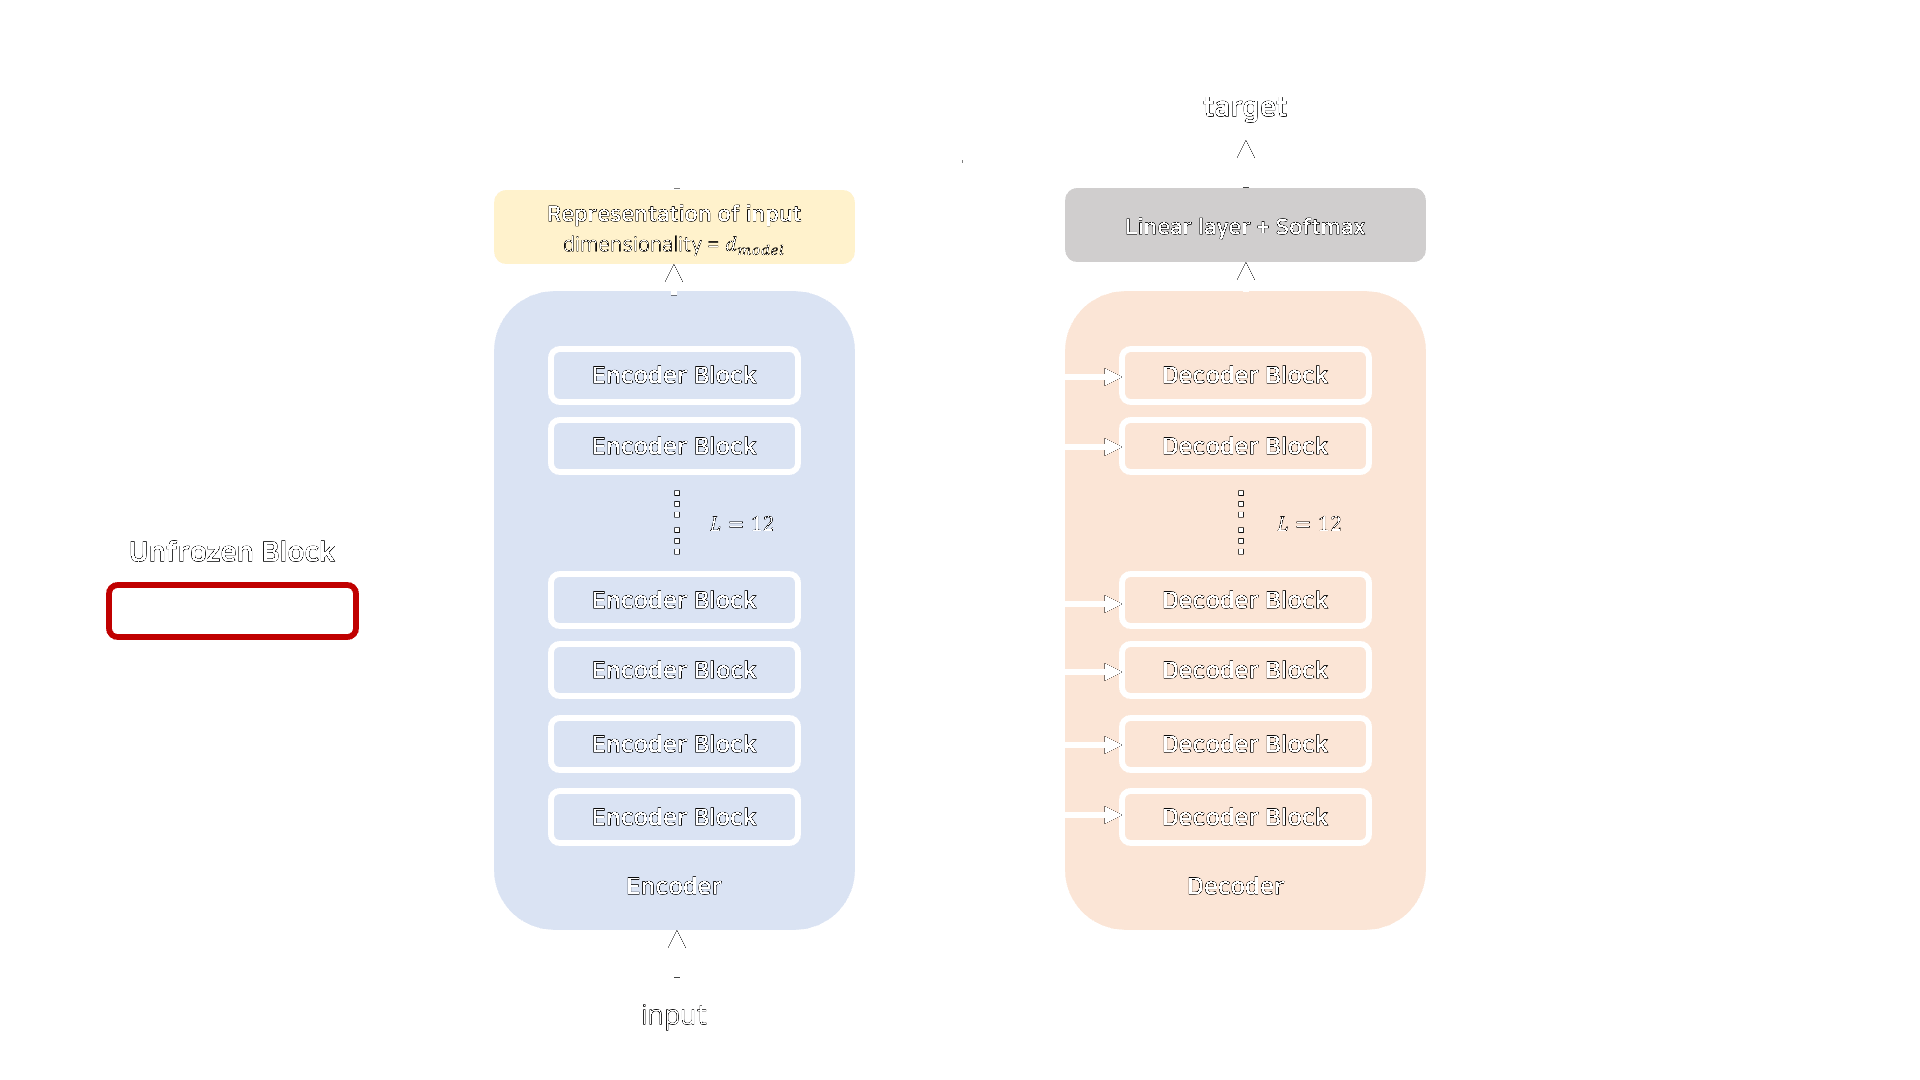 Unfrozen Block
Representation of input
dimensionality = d_model
Encoder Block
Encoder Block
L = 12
Encoder Block
Encoder Block
Encoder Block
Encoder Block
Encoder
input
target
Linear layer + Softmax
Decoder Block
Decoder Block
L = 12
Decoder Block
Decoder Block
Decoder Block
Decoder Block
Decoder